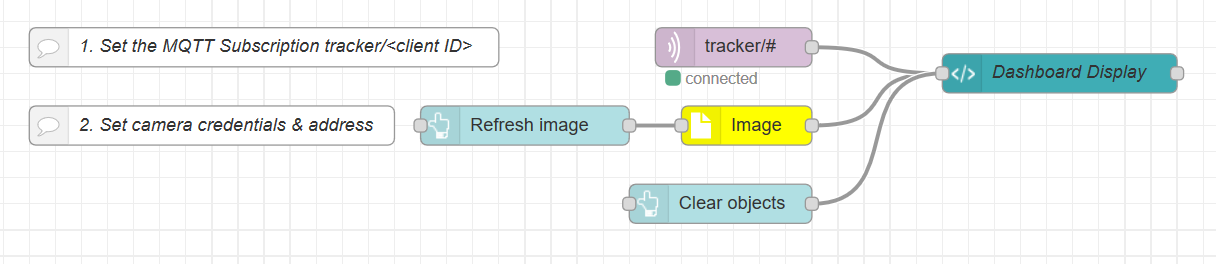 1. Set the MQTT Subscription tracker/<client ID>
tracker/#
connected
Dashboard Display
2. Set camera credentials & address
Refresh image
Image
Clear objects